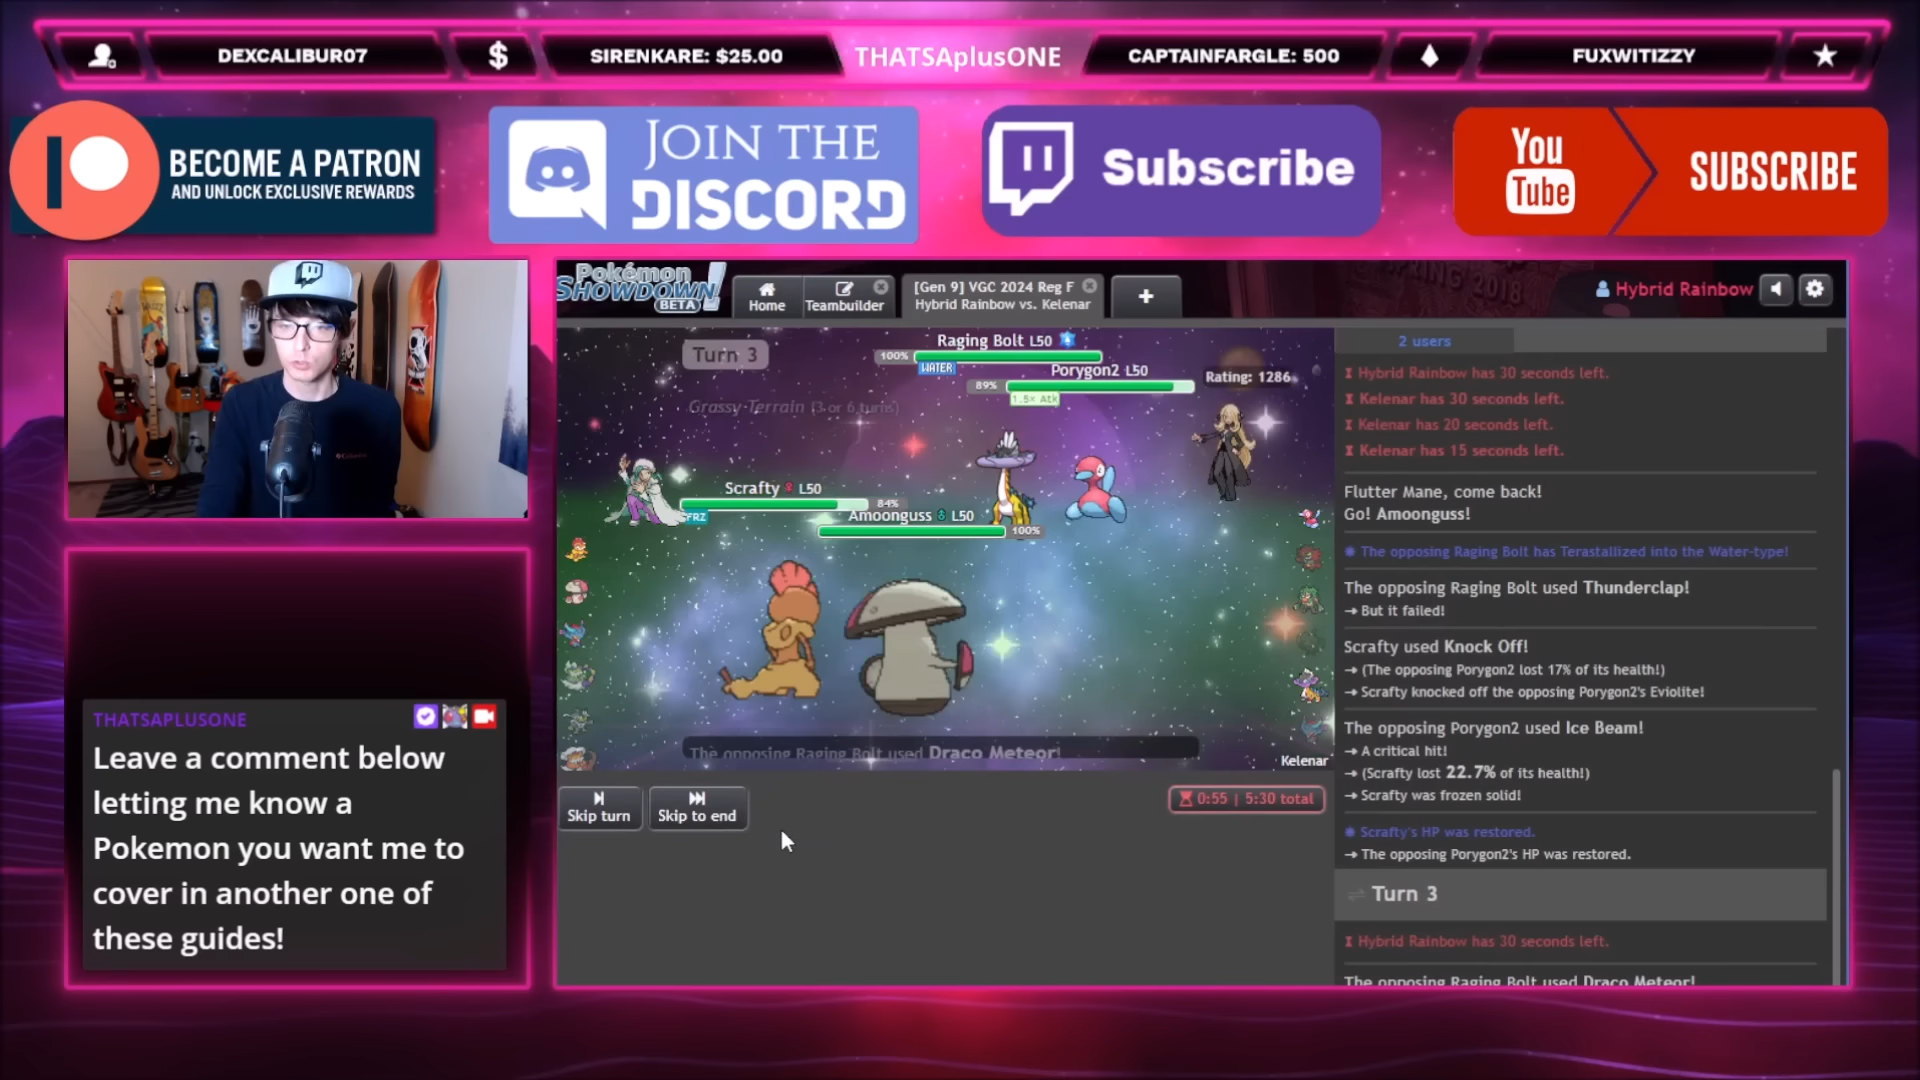 DEXCALIBUR07
$
SIRENKARE: $25.00
THATSAplusONE
CAPTAINFARGLE: 500
FUXWITIZZY
BECOME A PATRON
AND UNLOCK EXCLUSIVE REWARDS
JOIN THE
DISCORD
Subscribe
You
Tube
SUBSCRIBE
Pokémon
SHOWDOWN!
BETA
Home
Teambuilder
[Gen 9] VGC 2024 Reg F
Hybrid Rainbow vs. Kelenar
+
Hybrid Rainbow
Turn 3
Raging Bolt L50
100%
WATER
Porygon2 L50
89%
1.5× Atk
Rating: 1286
Grassy Terrain (3 or 6 turns)
Scrafty L50
84%
FRZ
Amoonguss L50
100%
The opposing Raging Bolt used Draco Meteor!
Kelenar
Skip turn
Skip to end
0:55 | 5:30 total
2 users
Hybrid Rainbow has 30 seconds left.
Kelenar has 30 seconds left.
Kelenar has 20 seconds left.
Kelenar has 15 seconds left.
Flutter Mane, come back!
Go! Amoonguss!
The opposing Raging Bolt has Terastallized into the Water-type!
The opposing Raging Bolt used Thunderclap!
→ But it failed!
Scrafty used Knock Off!
→ (The opposing Porygon2 lost 17% of its health!)
→ Scrafty knocked off the opposing Porygon2's Eviolite!
The opposing Porygon2 used Ice Beam!
→ A critical hit!
→ (Scrafty lost 22.7% of its health!)
→ Scrafty was frozen solid!
Scrafty's HP was restored.
→ The opposing Porygon2's HP was restored.
Turn 3
Hybrid Rainbow has 30 seconds left.
The opposing Raging Bolt used Draco Meteor!
THATSAPLUSONE
Leave a comment below
letting me know a
Pokemon you want me to
cover in another one of
these guides!